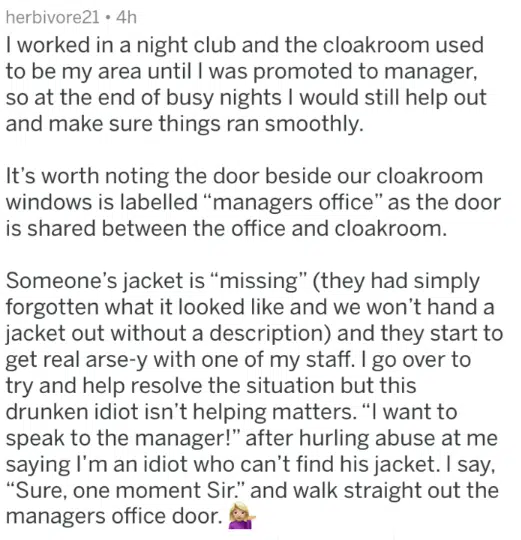 herbivore21 • 4h
I worked in a night club and the cloakroom used
to be my area until I was promoted to manager,
so at the end of busy nights I would still help out
and make sure things ran smoothly.
It's worth noting the door beside our cloakroom
windows is labelled “managers office” as the door
is shared between the office and cloakroom.
Someone's jacket is “missing” (they had simply
forgotten what it looked like and we won't hand a
jacket out without a description) and they start to
get real arse-y with one of my staff. I go over to
try and help resolve the situation but this
drunken idiot isn't helping matters. “I want to
speak to the manager!” after hurling abuse at me
saying I'm an idiot who can't find his jacket. I say,
“Sure, one moment Sir.” and walk straight out the
managers office door. 💁🏼‍♀️